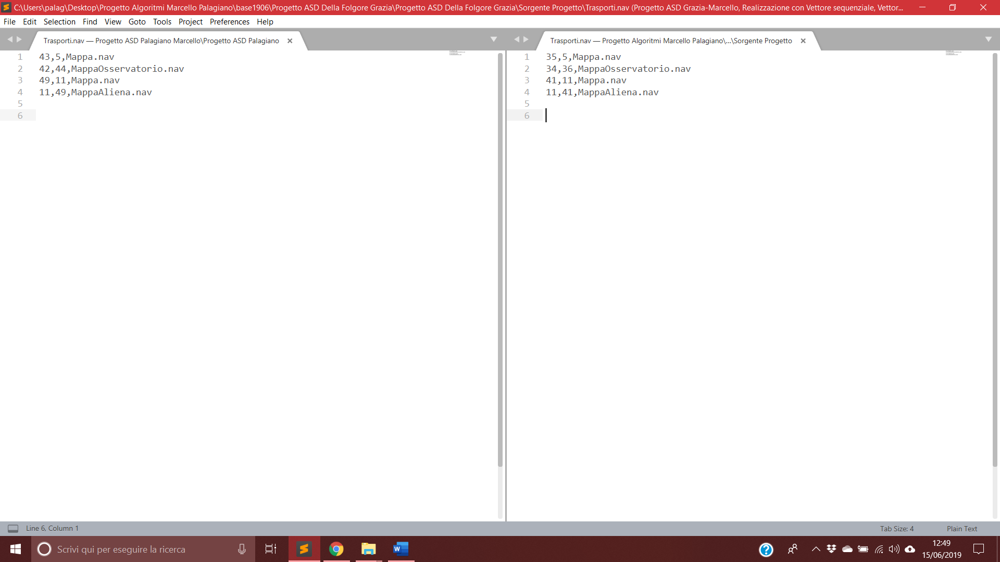 C:\Users\palag\Desktop\Progetto Algoritmi Marcello Palagiano\base1906\Progetto ASD Della Folgore Grazia\Progetto ASD Della Folgore Grazia\Sorgente Progetto\Trasporti.nav (Progetto ASD Grazia-Marcello, Realizzazione con Vettore sequenziale, Vettor...
File Edit Selection Find View Goto Tools Project Preferences Help
Trasporti.nav — Progetto ASD Palagiano Marcello\Progetto ASD Palagiano
1 43,5,Mappa.nav
2 42,44,MappaOsservatorio.nav
3 49,11,Mappa.nav
4 11,49,MappaAliena.nav
5
6
Trasporti.nav — Progetto Algoritmi Marcello Palagiano\...\Sorgente Progetto
1 35,5,Mappa.nav
2 34,36,MappaOsservatorio.nav
3 41,11,Mappa.nav
4 11,41,MappaAliena.nav
5
6
Line 6, Column 1
Tab Size: 4
Plain Text
Scrivi qui per eseguire la ricerca
12:49
15/06/2019